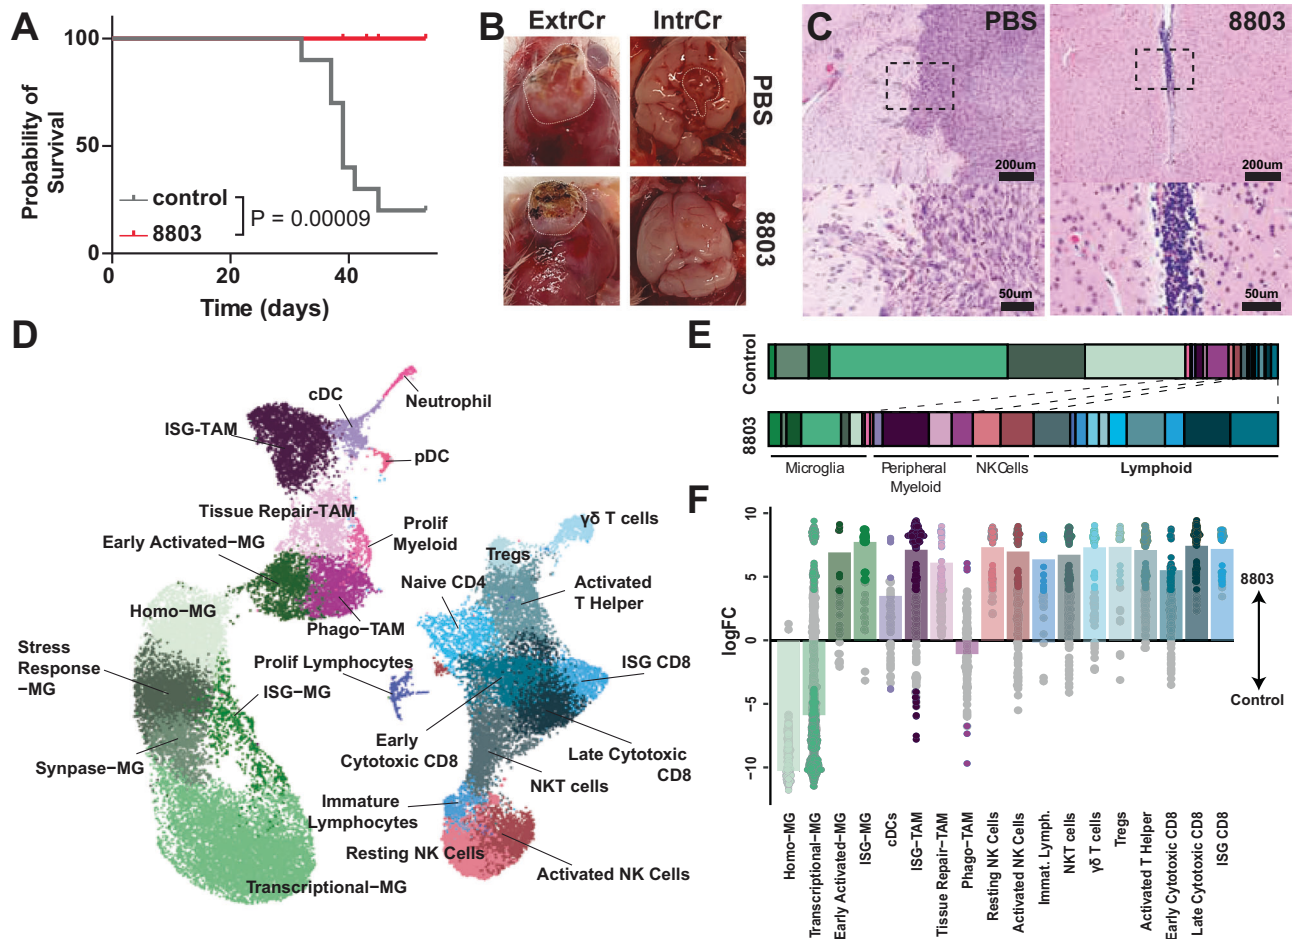 A
Probability of
Survival
100
50
0
control
8803
P = 0.00009
0
20
40
Time (days)
B
ExtrCr
IntrCr
PBS
8803
C
PBS
8803
200um
200um
50um
50um
D
cDC
Neutrophil
ISG-TAM
pDC
Tissue Repair-TAM
Prolif
Myeloid
Early Activated-MG
γδ T cells
Tregs
Naive CD4
Activated
T Helper
Homo-MG
Phago-TAM
Stress
Response
-MG
Prolif Lymphocytes
ISG CD8
ISG-MG
Early
Cytotoxic CD8
Late Cytotoxic
CD8
Synpase-MG
NKT cells
Immature
Lymphocytes
Resting NK Cells
Activated NK Cells
Transcriptional-MG
E
Control
8803
Microglia
Peripheral
Myeloid
NK Cells
Lymphoid
F
logFC
10
5
0
-5
-10
8803
Control
Homo-MG
Transcriptional-MG
Early Activated-MG
ISG-MG
cDCs
ISG-TAM
Tissue Repair-TAM
Phago-TAM
Resting NK Cells
Activated NK Cells
Immat. Lymph.
NKT cells
γδ T cells
Tregs
Activated T Helper
Early Cytotoxic CD8
Late Cytotoxic CD8
ISG CD8